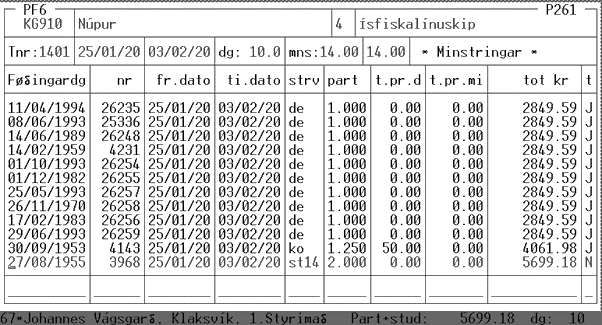 PF6 P261
KG910 Núpur 4 ísfiskalínuskip
Tnr:1401 25/01/20 03/02/20 dg: 10.0 mns:14.00 14.00 * Minstringar *
Føðingardg nr fr.dato ti.dato strv part t.pr.d t.pr.mi tot kr t
11/04/1994 26235 25/01/20 03/02/20 de 1.000 0.00 0.00 2849.59 J
08/06/1993 25336 25/01/20 03/02/20 de 1.000 0.00 0.00 2849.59 J
14/06/1989 26248 25/01/20 03/02/20 de 1.000 0.00 0.00 2849.59 J
14/02/1959 4231 25/01/20 03/02/20 de 1.000 0.00 0.00 2849.59 J
01/10/1993 26254 25/01/20 03/02/20 de 1.000 0.00 0.00 2849.59 J
01/12/1982 26255 25/01/20 03/02/20 de 1.000 0.00 0.00 2849.59 J
25/05/1993 26257 25/01/20 03/02/20 de 1.000 0.00 0.00 2849.59 J
26/11/1970 26258 25/01/20 03/02/20 de 1.000 0.00 0.00 2849.59 J
17/02/1983 26256 25/01/20 03/02/20 de 1.000 0.00 0.00 2849.59 J
29/06/1993 26259 25/01/20 03/02/20 de 1.000 0.00 0.00 2849.59 J
30/09/1953 4143 25/01/20 03/02/20 ko 1.250 50.00 0.00 4061.98 J
27/08/1955 3968 25/01/20 03/02/20 st14 2.000 0.00 0.00 5699.18 N
67*Johannes Vágsgarð, Klaksvík, 1.Styrimað Part+stud: 5699.18 dg: 10